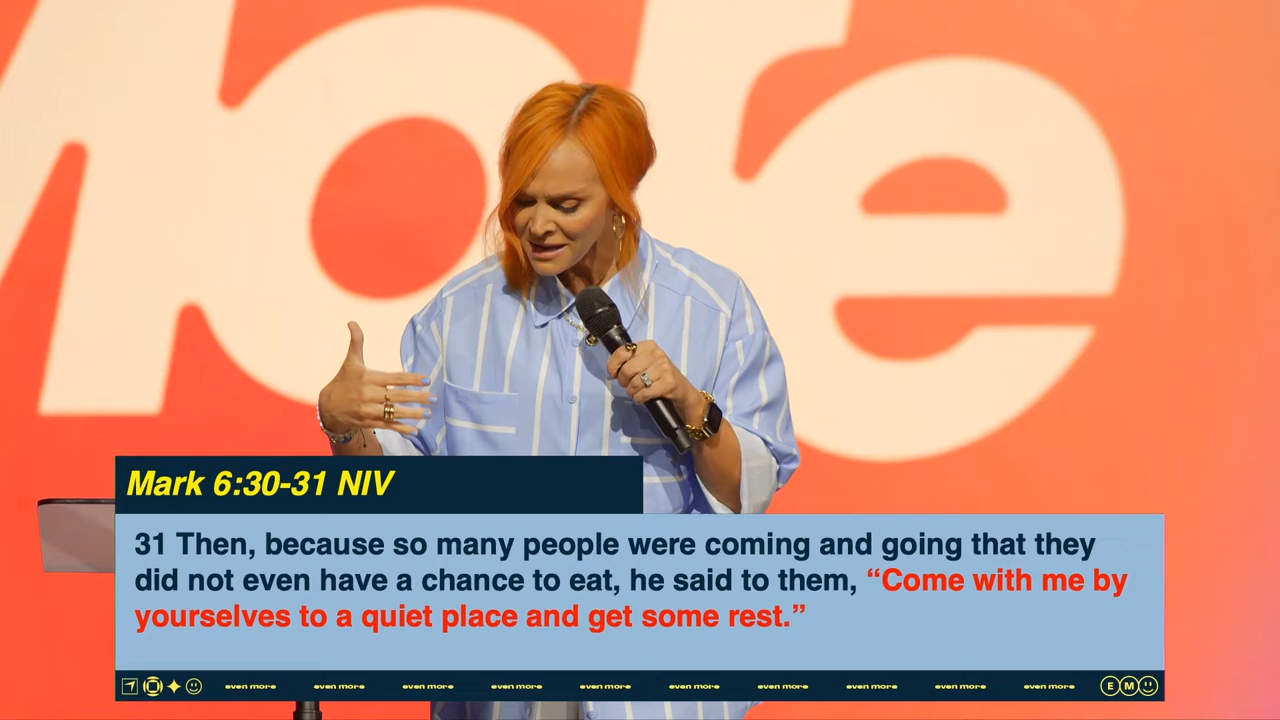 More
Mark 6:30-31 NIV
31 Then, because so many people were coming and going that they
did not even have a chance to eat, he said to them, “Come with me by
yourselves to a quiet place and get some rest.”
even more even more even more even more even more even more even more even more even more even more E M